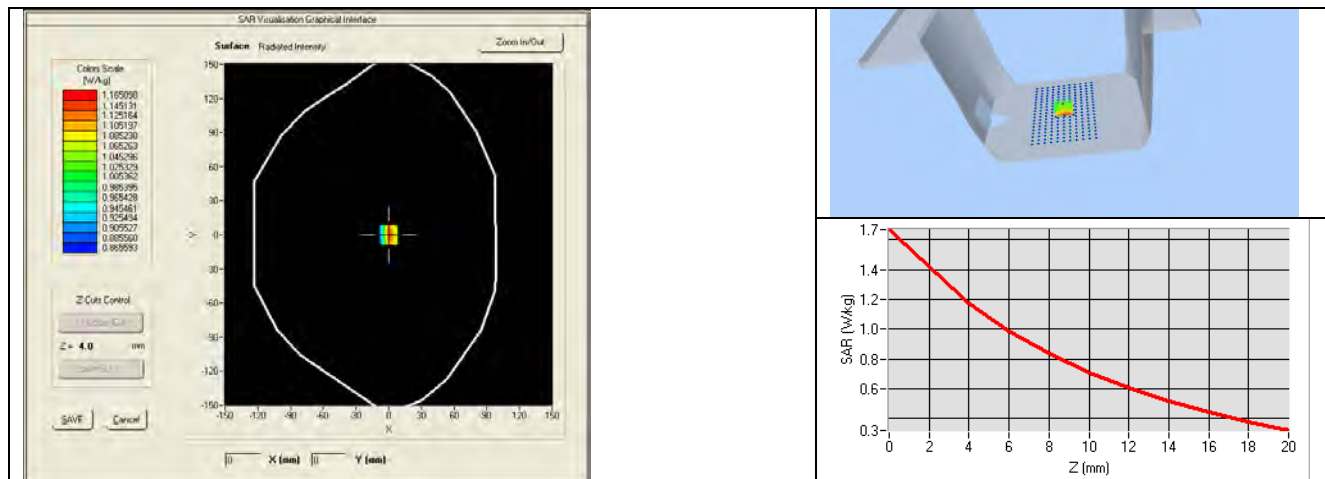 SAR Visualisation Graphical Interface
Surface Radiated Intensity
Zoom In/Out
Colors Scale
(W/kg)
1.165098
1.145131
1.125164
1.105197
1.085230
1.065263
1.045296
1.025329
1.005362
0.985395
0.965428
0.945461
0.925494
0.905527
0.885560
0.865593
Z-Cuts Control
Z = 4.0 mm
SAVE
Cancel
150
120
90
60
30
0
-30
-60
-90
-120
-150
Y
-150 -120 -90 -60 -30 0 30 60 90 120 150
X
0 X (mm) 0 Y (mm)
1.7
1.4
1.2
1.0
0.8
0.6
0.3
SAR (W/kg)
0 2 4 6 8 10 12 14 16 18 20
Z (mm)